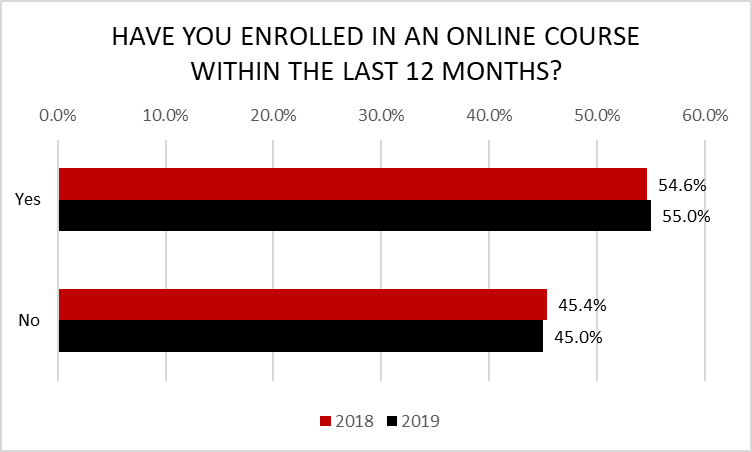 HAVE YOU ENROLLED IN AN ONLINE COURSE
WITHIN THE LAST 12 MONTHS?
0.0% 10.0% 20.0% 30.0% 40.0% 50.0% 60.0%
Yes
54.6%
55.0%
No
45.4%
45.0%
2018 2019